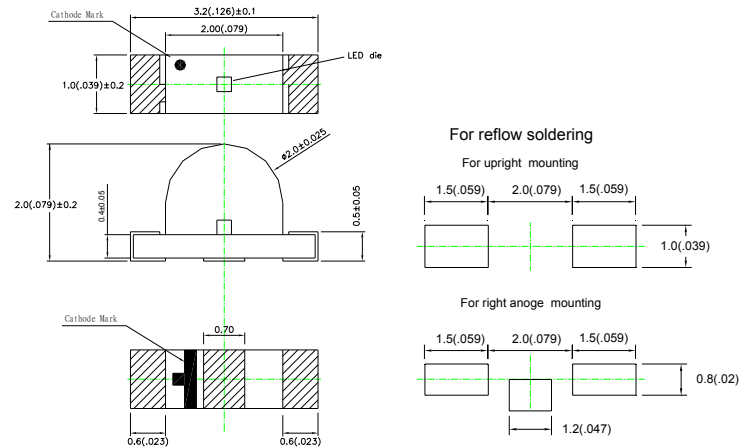 Cathode Mark
3.2(.126)±0.1
2.00(.079)
LED die
1.0(.039)±0.2
ø2.0±0.025
2.0(.079)±0.2
0.4±0.05
0.5±0.05
Cathode Mark
0.70
0.6(.023)
0.6(.023)
For reflow soldering
For upright mounting
1.5(.059)
2.0(.079)
1.5(.059)
1.0(.039)
For right anoge mounting
1.5(.059)
2.0(.079)
1.5(.059)
0.8(.02)
1.2(.047)